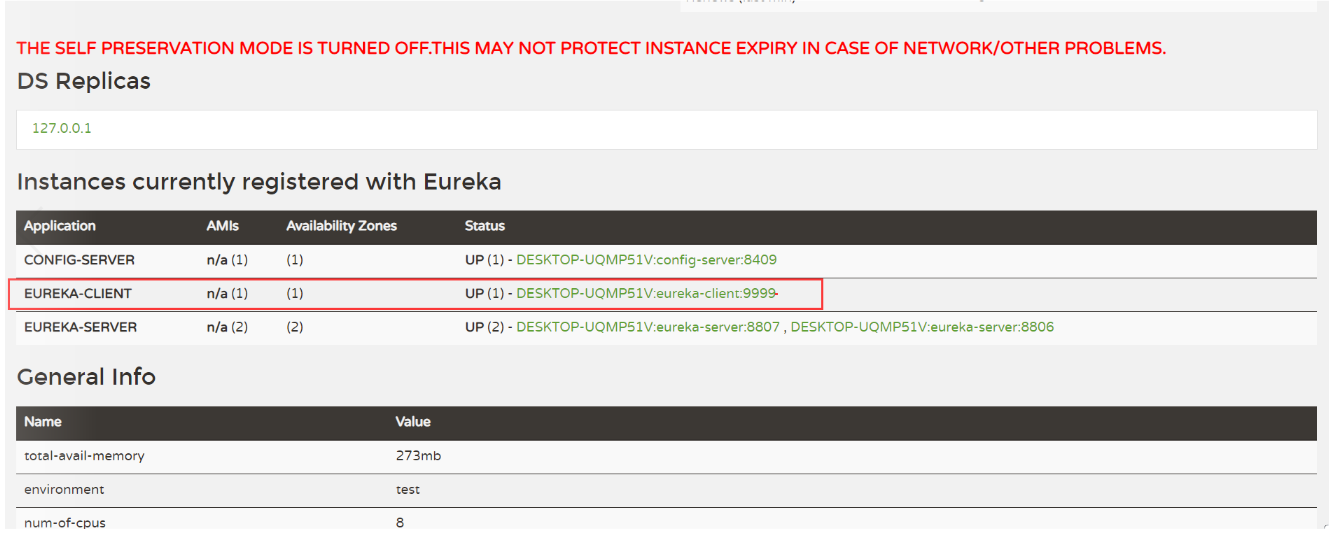 THE SELF PRESERVATION MODE IS TURNED OFF.THIS MAY NOT PROTECT INSTANCE EXPIRY IN CASE OF NETWORK/OTHER PROBLEMS.
DS Replicas
127.0.0.1
Instances currently registered with Eureka
Application AMIs Availability Zones Status
CONFIG-SERVER n/a (1) (1) UP (1) - DESKTOP-UQMP51V:config-server:8409
EUREKA-CLIENT n/a (1) (1) UP (1) - DESKTOP-UQMP51V:eureka-client:9999
EUREKA-SERVER n/a (2) (2) UP (2) - DESKTOP-UQMP51V:eureka-server:8807 , DESKTOP-UQMP51V:eureka-server:8806
General Info
Name Value
total-avail-memory 273mb
environment test
num-of-cpus 8